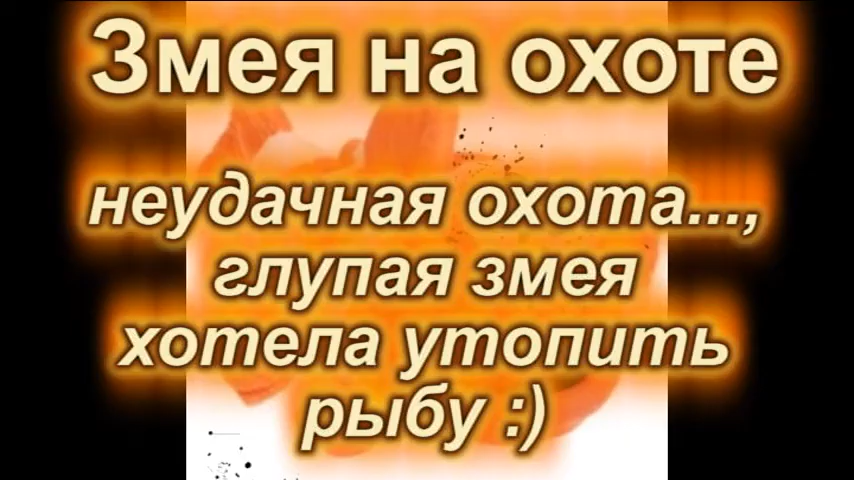 Змея на охоте
неудачная охота...,
глупая змея
хотела утопить
рыбу :)